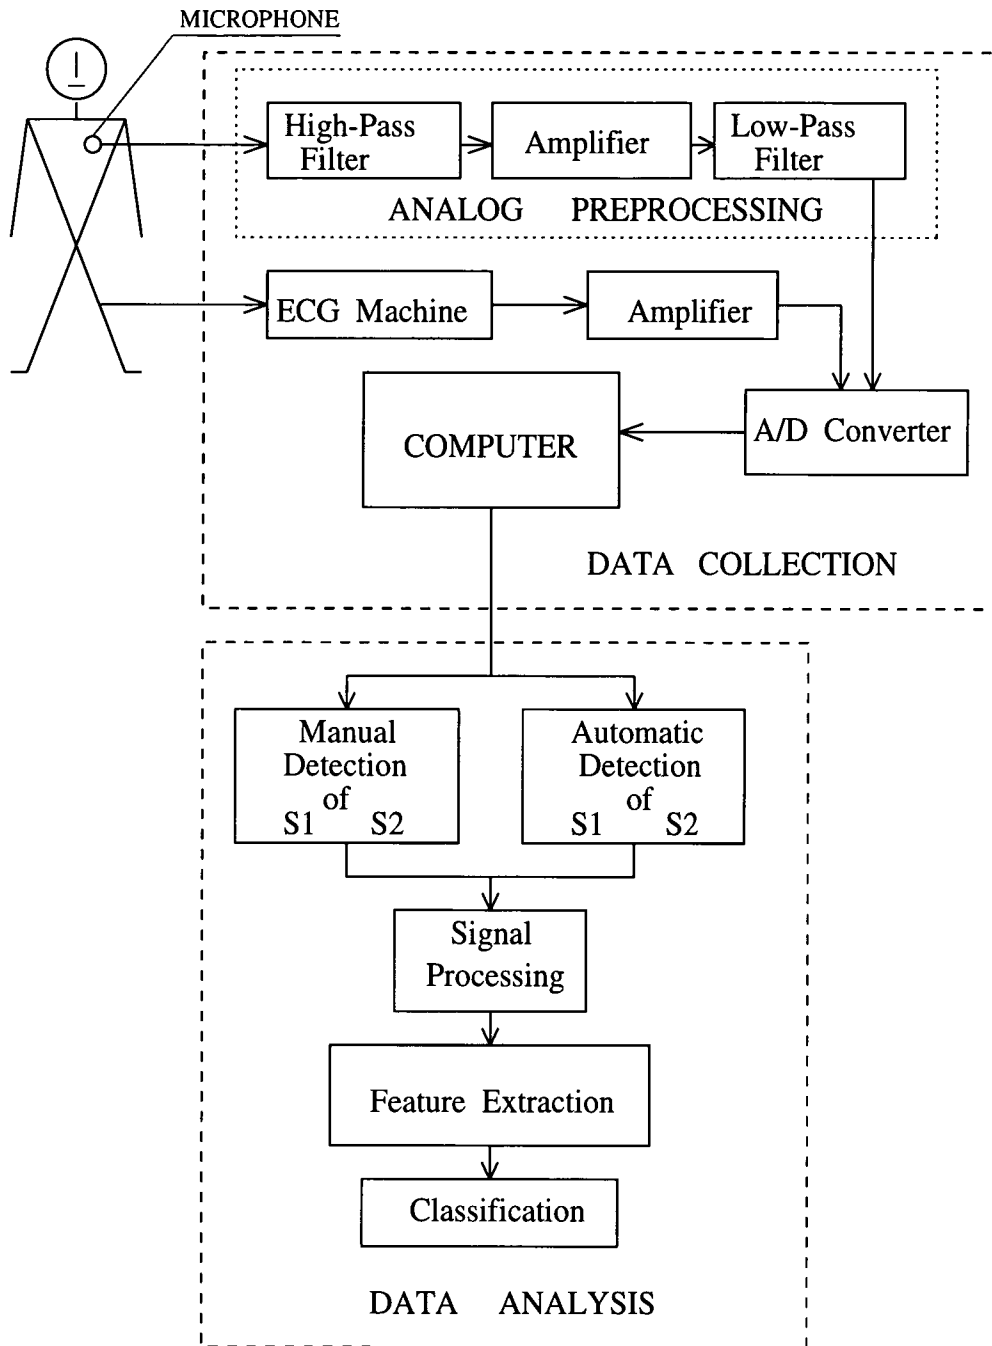 MICROPHONE
High-Pass
Filter
Amplifier
Low-Pass
Filter
ANALOG PREPROCESSING
ECG Machine
Amplifier
A/D Converter
COMPUTER
DATA COLLECTION
Manual
Detection
of
S1 S2
Automatic
Detection
of
S1 S2
Signal
Processing
Feature Extraction
Classification
DATA ANALYSIS